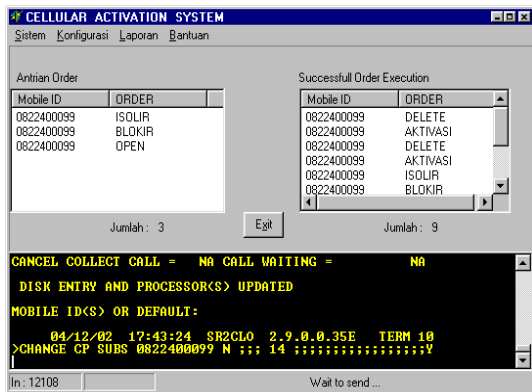 CELLULAR ACTIVATION SYSTEM
Sistem Konfigurasi Laporan Bantuan
Antrian Order
Mobile ID ORDER
0822400099 ISOLIR
0822400099 BLOKIR
0822400099 OPEN
Jumlah : 3
Exit
Successfull Order Execution
Mobile ID ORDER
0822400099 DELETE
0822400099 AKTIVASI
0822400099 DELETE
0822400099 AKTIVASI
0822400099 ISOLIR
0822400099 BLOKIR
Jumlah : 9
CANCEL COLLECT CALL = NA CALL WAITING = NA
DISK ENTRY AND PROCESSOR(S) UPDATED
MOBILE ID(S) OR DEFAULT:
04/12/02 17:43:24 SR2CLO 2.9.0.0.35E TERM 10
>CHANGE CP SUBS 0822400099 N ;;; 14 ;;;;;;;;;;;;;;;;;;Y
In : 12108
Wait to send ...